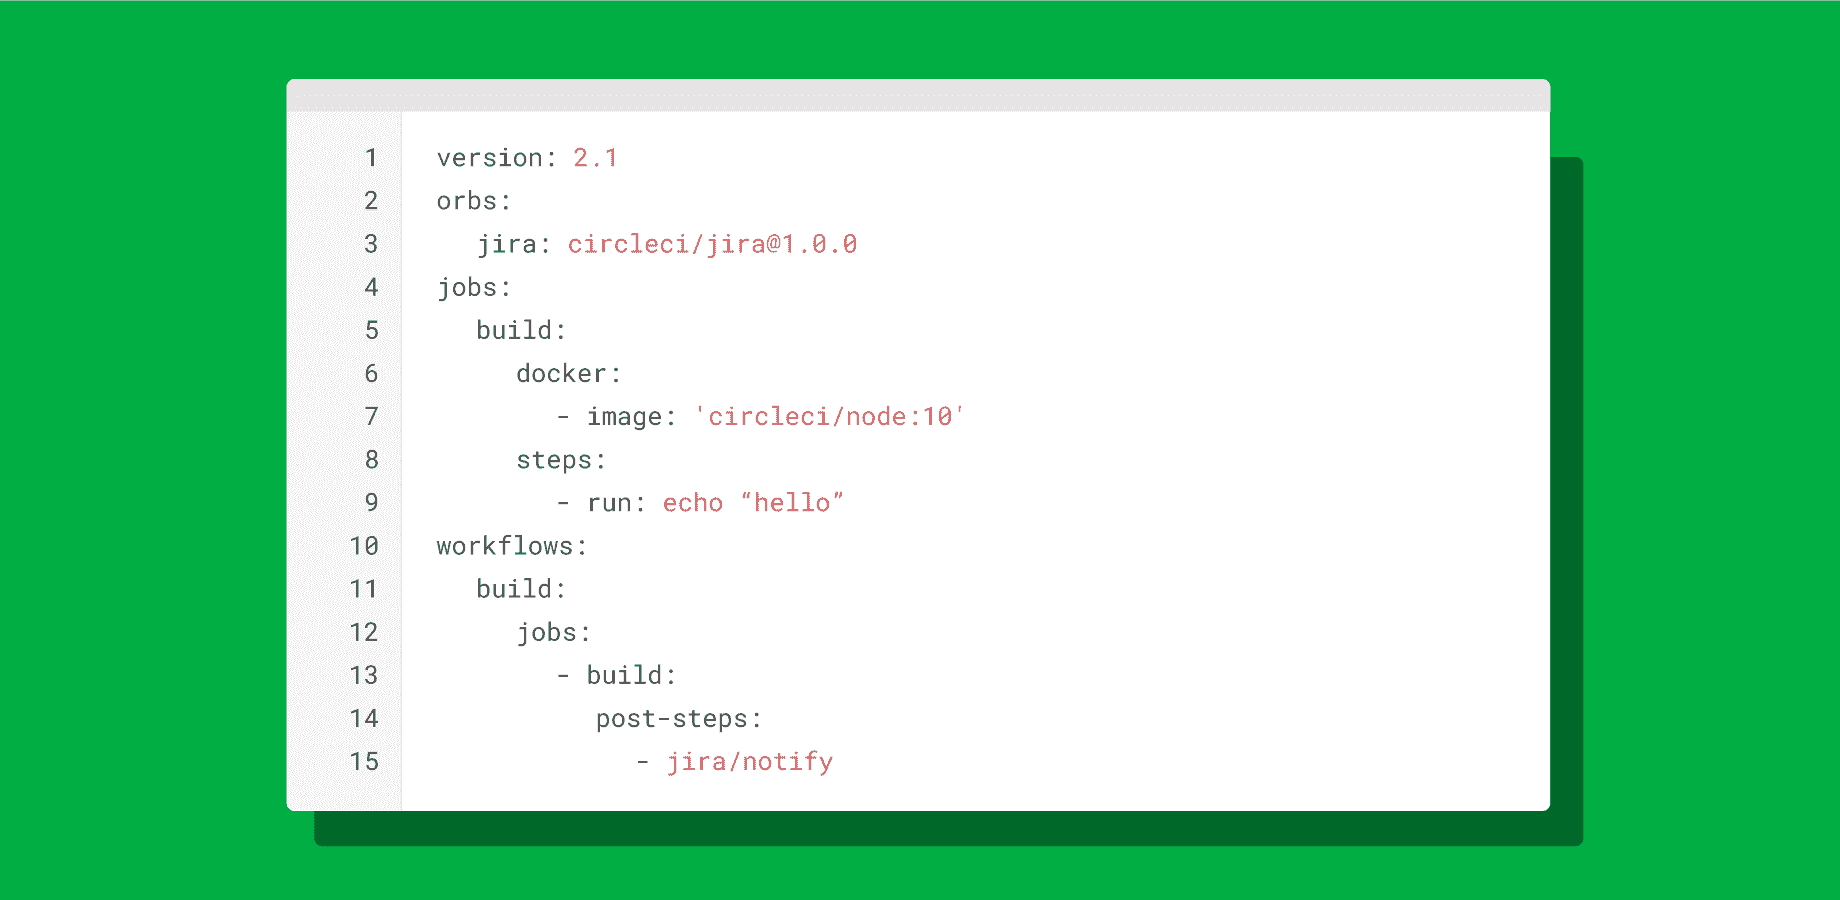 1 version: 2.1
2 orbs:
3 jira: circleci/jira@1.0.0
4 jobs:
5 build:
6 docker:
7 - image: 'circleci/node:10'
8 steps:
9 - run: echo “hello”
10 workflows:
11 build:
12 jobs:
13 - build:
14 post-steps:
15 - jira/notify